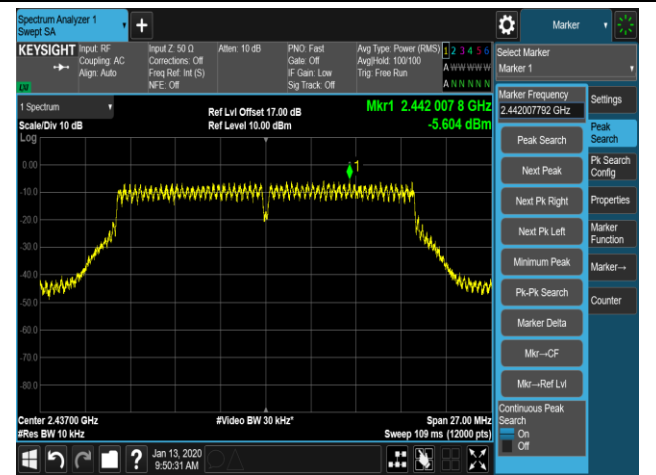 Spectrum Analyzer 1
Swept SA
Marker
KEYSIGHT
Input: RF
Coupling: AC
Align: Auto
Input Z: 50 Ω
Corrections: Off
Freq Ref: Int (S)
NFE: Off
Atten: 10 dB
PNO: Fast
Gate: Off
IF Gain: Low
Sig Track: Off
Avg Type: Power (RMS)
Avg|Hold: 100/100
Trig: Free Run
1 2 3 4 5 6
A W W W W W
A N N N N N
Select Marker
Marker 1
1 Spectrum
Scale/Div 10 dB
Log
Ref Lvl Offset 17.00 dB
Ref Level 10.00 dBm
Mkr1 2.442 007 8 GHz
-5.604 dBm
1
0.00
-10.0
-20.0
-30.0
-40.0
-50.0
-60.0
-70.0
-80.0
Center 2.43700 GHz
#Res BW 10 kHz
#Video BW 30 kHz*
Span 27.00 MHz
Sweep 109 ms (12000 pts)
Marker Frequency
2.442007792 GHz
Peak Search
Next Peak
Next Pk Right
Next Pk Left
Minimum Peak
Pk-Pk Search
Marker Delta
Mkr→CF
Mkr→Ref Lvl
Continuous Peak
Search
On
Off
Settings
Peak
Search
Pk Search
Config
Properties
Marker
Function
Marker→
Counter
?
Jan 13, 2020
9:50:31 AM